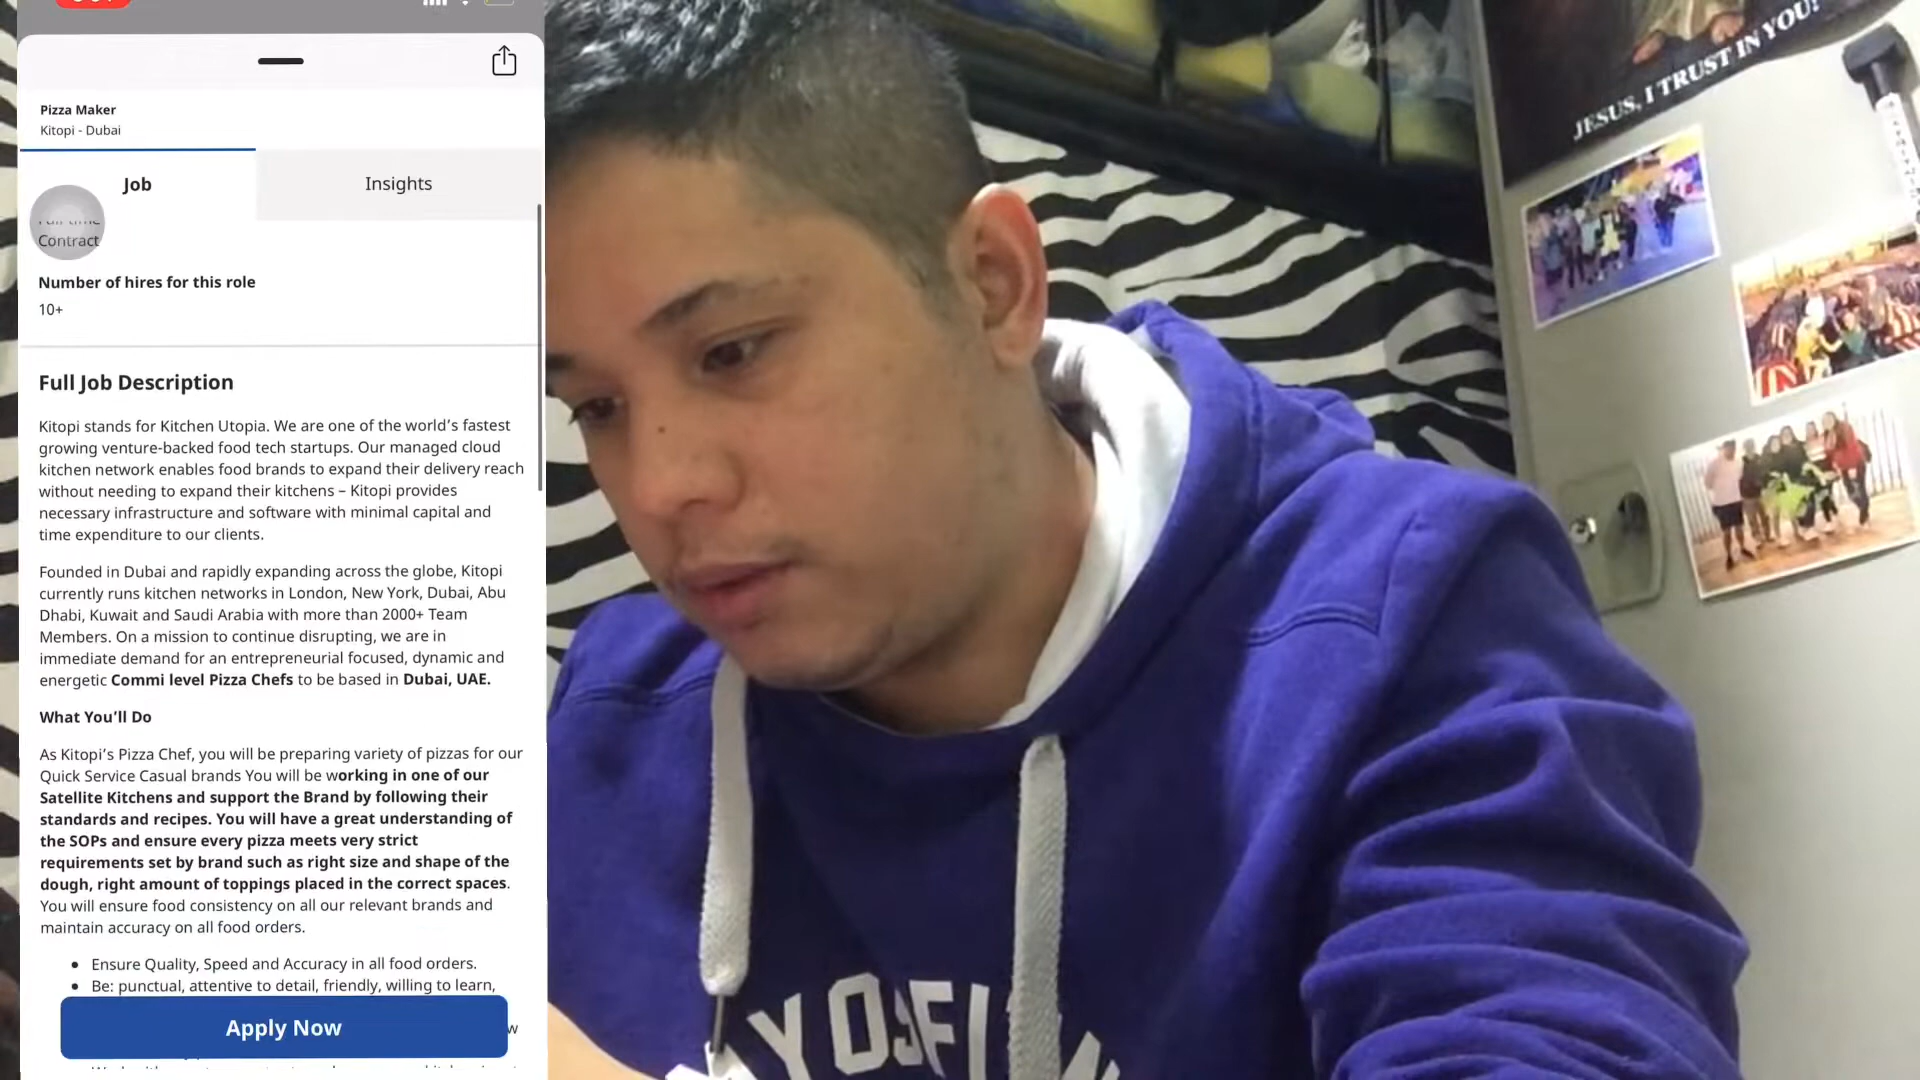 Pizza Maker
Kitopi - Dubai
Job
Insights
Contract
Number of hires for this role
10+
Full Job Description
Kitopi stands for Kitchen Utopia. We are one of the world’s fastest
growing venture-backed food tech startups. Our managed cloud
kitchen network enables food brands to expand their delivery reach
without needing to expand their kitchens – Kitopi provides
necessary infrastructure and software with minimal capital and
time expenditure to our clients.
Founded in Dubai and rapidly expanding across the globe, Kitopi
currently runs kitchen networks in London, New York, Dubai, Abu
Dhabi, Kuwait and Saudi Arabia with more than 2000+ Team
Members. On a mission to continue disrupting, we are in
immediate demand for an entrepreneurial focused, dynamic and
energetic Commi level Pizza Chefs to be based in Dubai, UAE.
What You’ll Do
As Kitopi’s Pizza Chef, you will be preparing variety of pizzas for our
Quick Service Casual brands You will be working in one of our
Satellite Kitchens and support the Brand by following their
standards and recipes. You will have a great understanding of
the SOPs and ensure every pizza meets very strict
requirements set by brand such as right size and shape of the
dough, right amount of toppings placed in the correct spaces.
You will ensure food consistency on all our relevant brands and
maintain accuracy on all food orders.
• Ensure Quality, Speed and Accuracy in all food orders.
• Be: punctual, attentive to detail, friendly, willing to learn,
Apply Now
JESUS, I TRUST IN YOU!